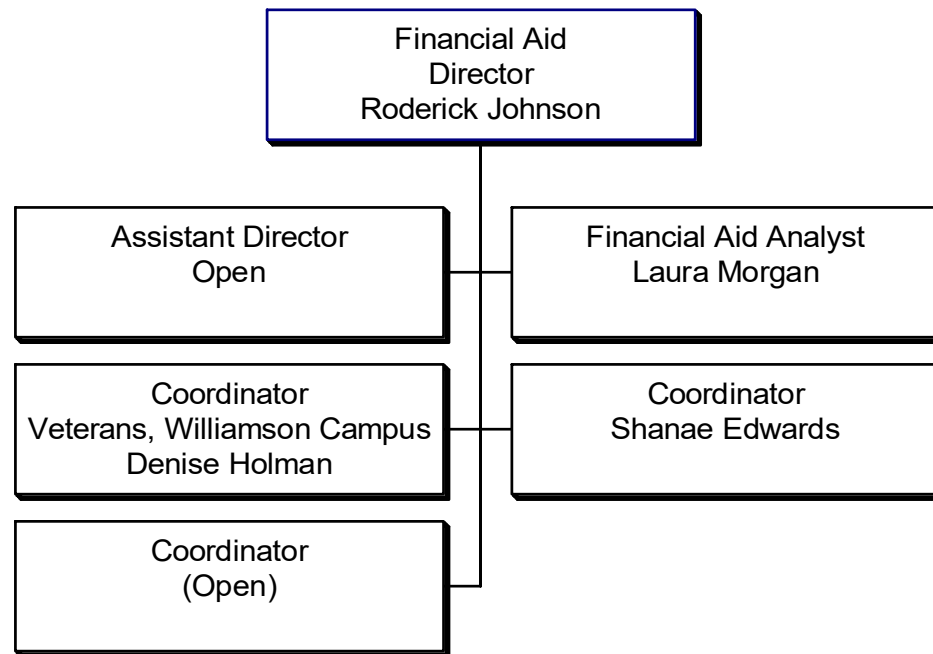 Financial Aid
Director
Roderick Johnson
Assistant Director
Open
Financial Aid Analyst
Laura Morgan
Coordinator
Veterans, Williamson Campus
Denise Holman
Coordinator
Shanae Edwards
Coordinator
(Open)